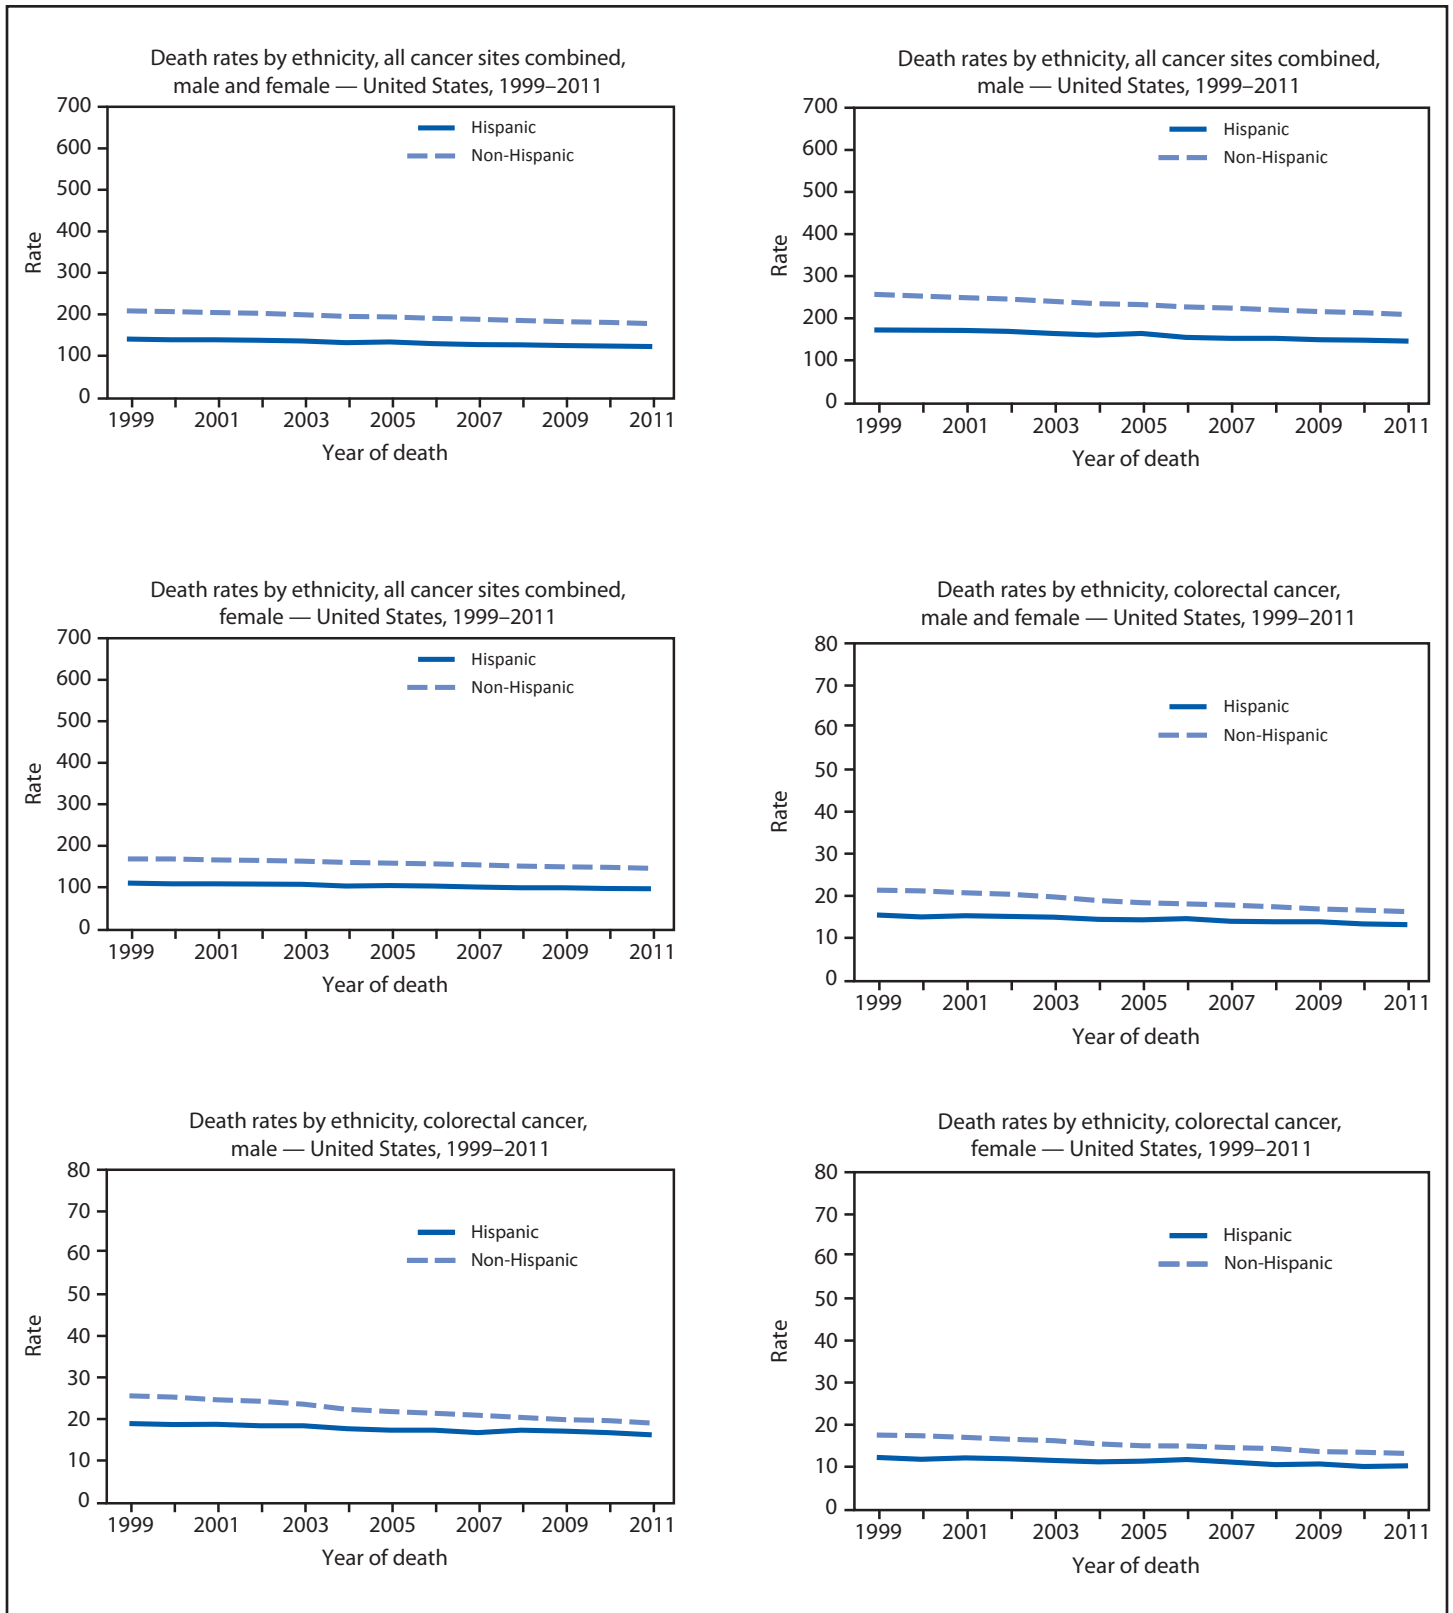 Death rates by ethnicity, all cancer sites combined,
male and female — United States, 1999–2011
700
600
500
400
300
200
100
0
Rate
Hispanic
Non-Hispanic
1999 2001 2003 2005 2007 2009 2011
Year of death
Death rates by ethnicity, all cancer sites combined,
male — United States, 1999–2011
700
600
500
400
300
200
100
0
Rate
Hispanic
Non-Hispanic
1999 2001 2003 2005 2007 2009 2011
Year of death
Death rates by ethnicity, all cancer sites combined,
female — United States, 1999–2011
700
600
500
400
300
200
100
0
Rate
Hispanic
Non-Hispanic
1999 2001 2003 2005 2007 2009 2011
Year of death
Death rates by ethnicity, colorectal cancer,
male and female — United States, 1999–2011
80
70
60
50
40
30
20
10
0
Rate
Hispanic
Non-Hispanic
1999 2001 2003 2005 2007 2009 2011
Year of death
Death rates by ethnicity, colorectal cancer,
male — United States, 1999–2011
80
70
60
50
40
30
20
10
0
Rate
Hispanic
Non-Hispanic
1999 2001 2003 2005 2007 2009 2011
Year of death
Death rates by ethnicity, colorectal cancer,
female — United States, 1999–2011
80
70
60
50
40
30
20
10
0
Rate
Hispanic
Non-Hispanic
1999 2001 2003 2005 2007 2009 2011
Year of death